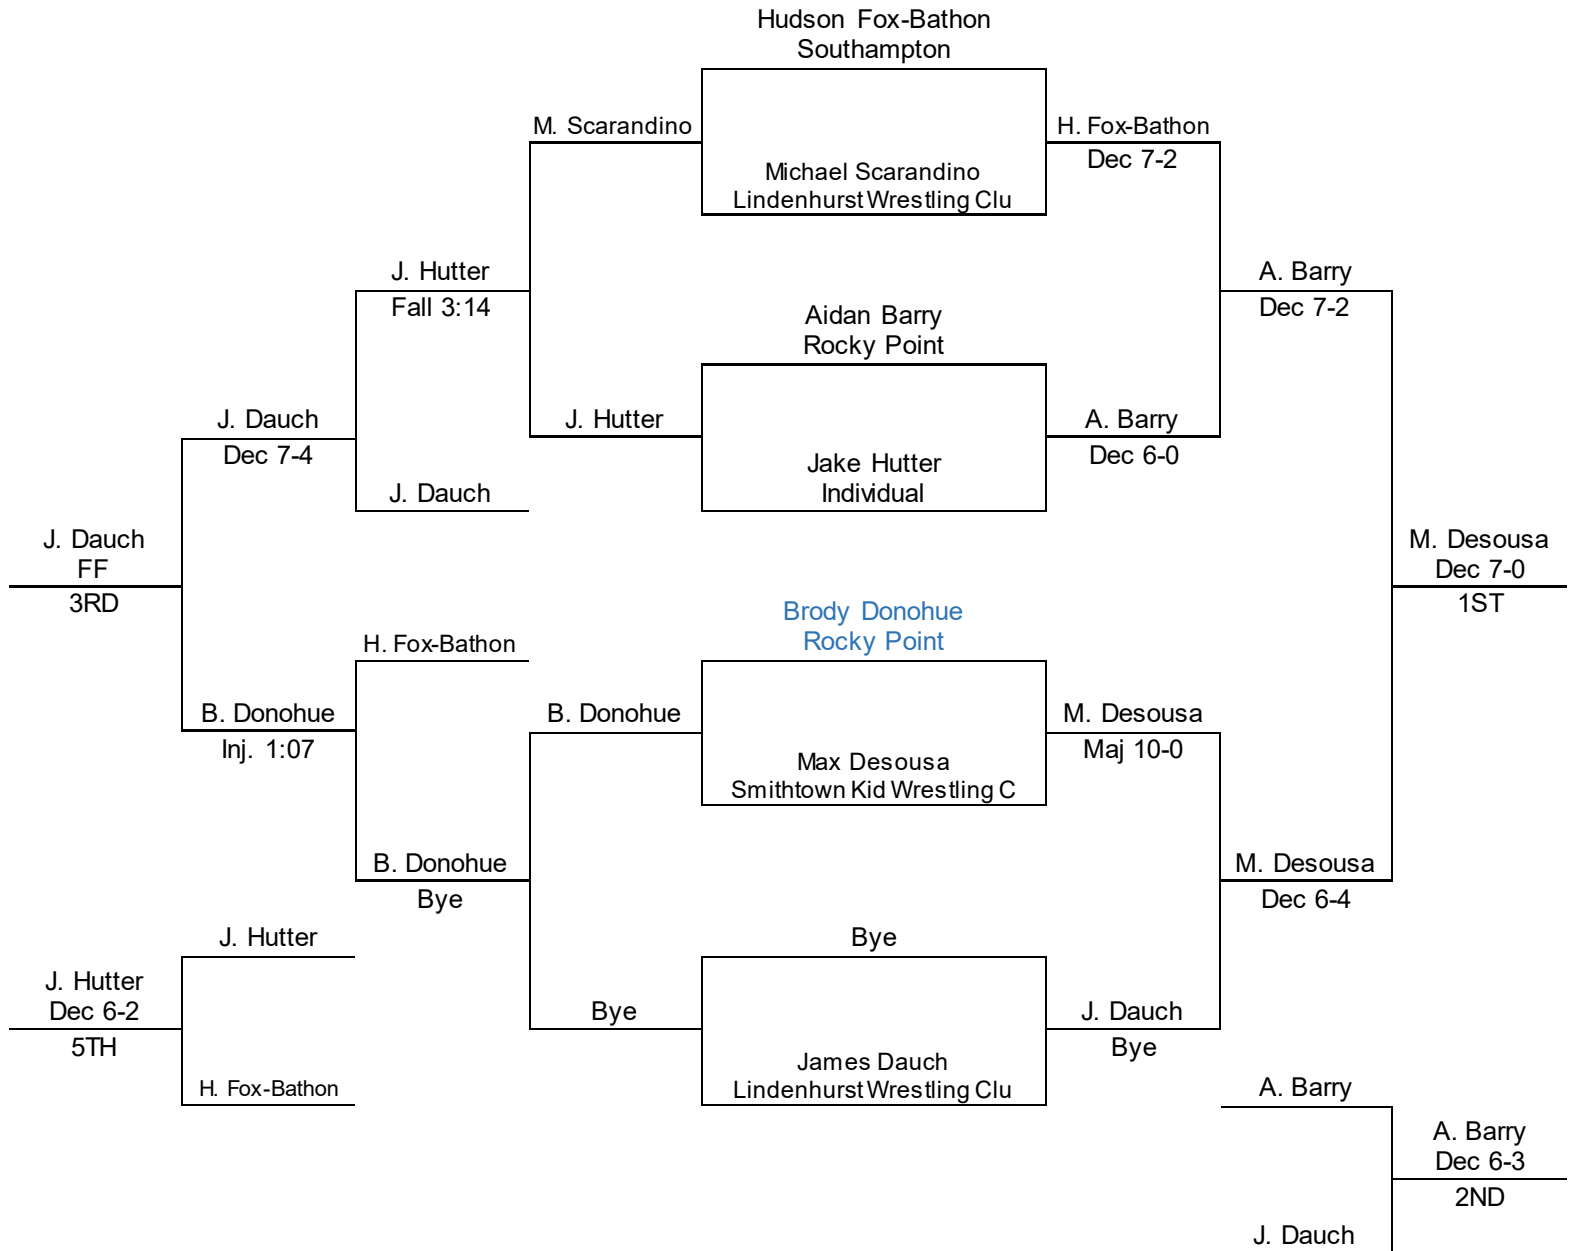 Hudson Fox-Bathon
Southampton
M. Scarandino
H. Fox-Bathon
Dec 7-2
Michael Scarandino
Lindenhurst Wrestling Clu
J. Hutter
Fall 3:14
A. Barry
Dec 7-2
Aidan Barry
Rocky Point
J. Dauch
Dec 7-4
J. Hutter
A. Barry
Dec 6-0
Jake Hutter
Individual
J. Dauch
J. Dauch
FF
3RD
M. Desousa
Dec 7-0
1ST
Brody Donohue
Rocky Point
H. Fox-Bathon
B. Donohue
Inj. 1:07
B. Donohue
M. Desousa
Maj 10-0
Max Desousa
Smithtown Kid Wrestling C
B. Donohue
Bye
M. Desousa
Dec 6-4
J. Hutter
Bye
J. Hutter
Dec 6-2
5TH
Bye
J. Dauch
Bye
James Dauch
Lindenhurst Wrestling Clu
H. Fox-Bathon
A. Barry
A. Barry
Dec 6-3
2ND
J. Dauch